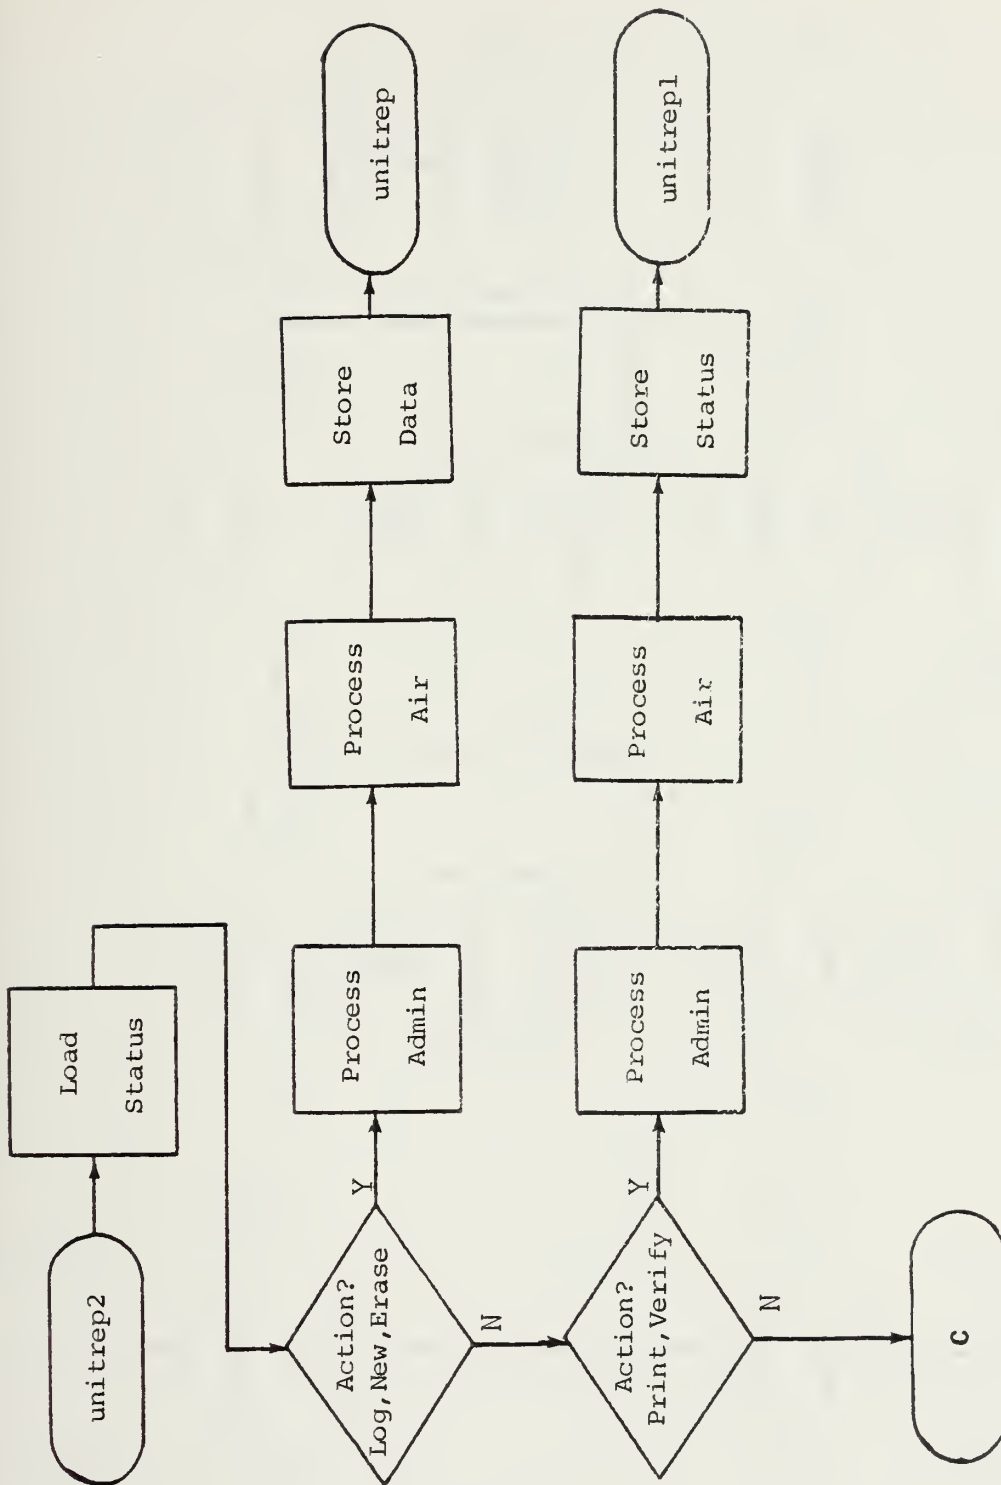 unitrep2
Load
Status
Action?
Log,New,Erase
Y
Process
Admin
Process
Air
Store
Data
unitrep
N
Action?
Print,Verify
Y
Process
Admin
Process
Air
Store
Status
unitrep1
N
C